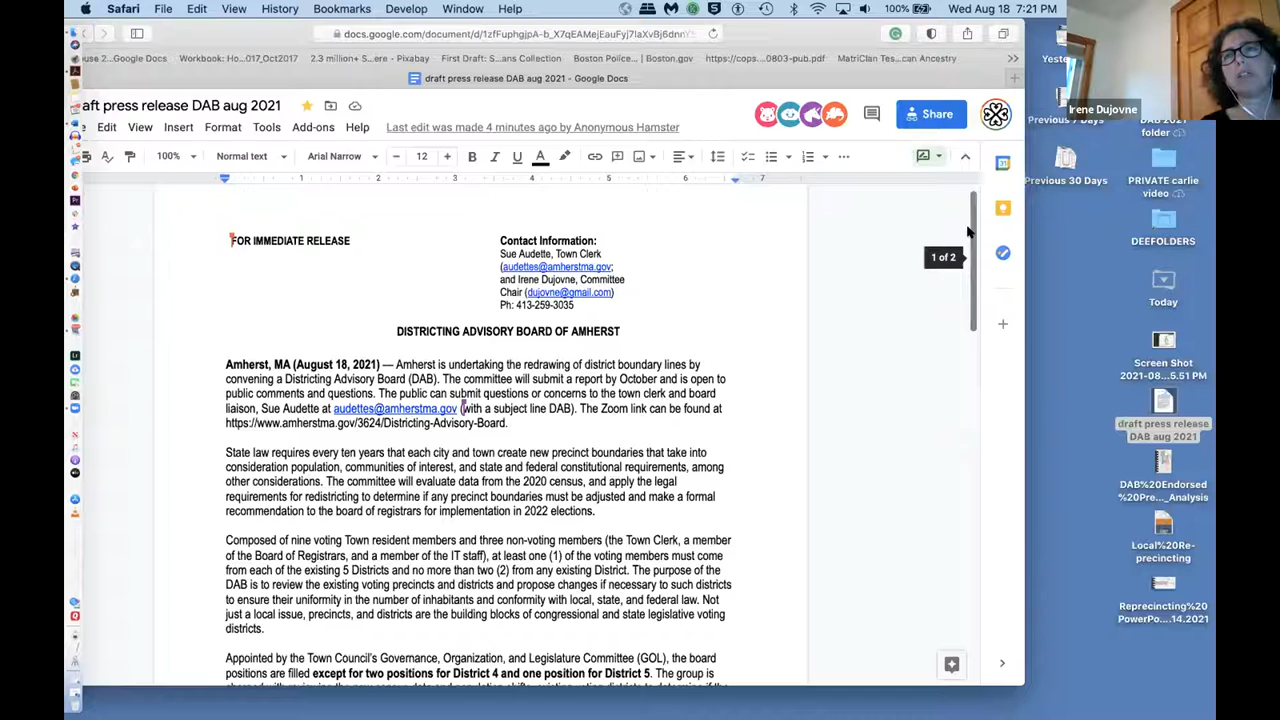 Safari File Edit View History Bookmarks Develop Window Help 100% Wed Aug 18 7:21 PM
docs.google.com/document/d/1zfFuphgjpA-b_X7qEAMejEauFyj7laXvBj6dnnY
Google Docs Workbook: Ho...017_Oct2017 2.3 million+ S...ere - Pixabay First Draft: S...ans Collection Boston Police... | Boston.gov https://cops....0803-pub.pdf MatriClan Tes...can Ancestry
draft press release DAB aug 2021 - Google Docs
Irene Dujovne
raft press release DAB aug 2021
Edit View Insert Format Tools Add-ons Help Last edit was made 4 minutes ago by Anonymous Hamster Share
100% Normal text Arial Narrow 12 B I U A
1 2 3 4 5 6 7
FOR IMMEDIATE RELEASE
Contact Information:
Sue Audette, Town Clerk
(audettes@amherstma.gov;
and Irene Dujovne, Committee
Chair (dujovne@gmail.com)
Ph: 413-259-3035
1 of 2
DISTRICTING ADVISORY BOARD OF AMHERST
Amherst, MA (August 18, 2021) — Amherst is undertaking the redrawing of district boundary lines by
convening a Districting Advisory Board (DAB). The committee will submit a report by October and is open to
public comments and questions. The public can submit questions or concerns to the town clerk and board
liaison, Sue Audette at audettes@amherstma.gov (with a subject line DAB). The Zoom link can be found at
https://www.amherstma.gov/3624/Districting-Advisory-Board.
State law requires every ten years that each city and town create new precinct boundaries that take into
consideration population, communities of interest, and state and federal constitutional requirements, among
other considerations. The committee will evaluate data from the 2020 census, and apply the legal
requirements for redistricting to determine if any precinct boundaries must be adjusted and make a formal
recommendation to the board of registrars for implementation in 2022 elections.
Composed of nine voting Town resident members and three non-voting members (the Town Clerk, a member
of the Board of Registrars, and a member of the IT staff), at least one (1) of the voting members must come
from each of the existing 5 Districts and no more than two (2) from any existing District. The purpose of the
DAB is to review the existing voting precincts and districts and propose changes if necessary to such districts
to ensure their uniformity in the number of inhabitants and conformity with local, state, and federal law. Not
just a local issue, precincts, and districts are the building blocks of congressional and state legislative voting
districts.
Appointed by the Town Council's Governance, Organization, and Legislature Committee (GOL), the board
positions are filled except for two positions for District 4 and one position for District 5. The group is
Yeste
Previous 7 Days
DAB 2021
folder
Previous 30 Days
PRIVATE carlie
video
DEEFOLDERS
Today
Screen Shot
2021-08...5.51 PM
draft press release
DAB aug 2021
DAB%20Endorsed
%20Pre..._Analysis
Local%20Re-
precincting
Reprecincting%20
PowerPo....14.2021